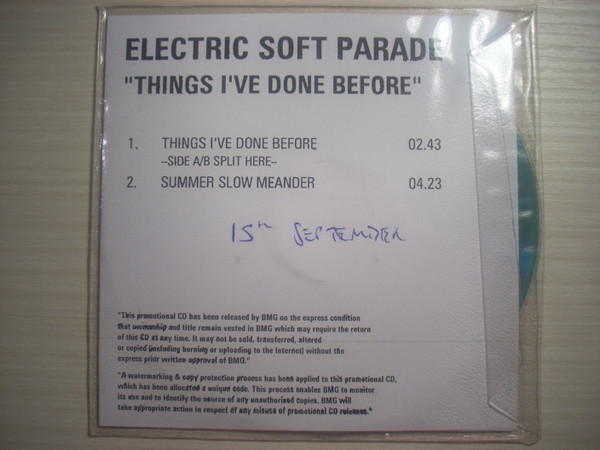 ELECTRIC SOFT PARADE
"THINGS I'VE DONE BEFORE"
1. THINGS I'VE DONE BEFORE 02.43
--SIDE A/B SPLIT HERE--
2. SUMMER SLOW MEANDER 04.23
15TH SEPTEMBER
"This promotional CD has been released by BMG on the express condition
that ownership and title remain vested in BMG which may require the return
of this CD at any time. It may not be sold, transferred, altered
or copied (including burning or uploading to the Internet) without the
express prior written approval of BMG."
"A watermarking & copy protection process has been applied to this promotional CD,
which has been allocated a unique code. This process enables BMG to monitor
its use and to identify the source of any unauthorised copies. BMG will
take appropriate action in respect of any misuse of promotional CD releases."